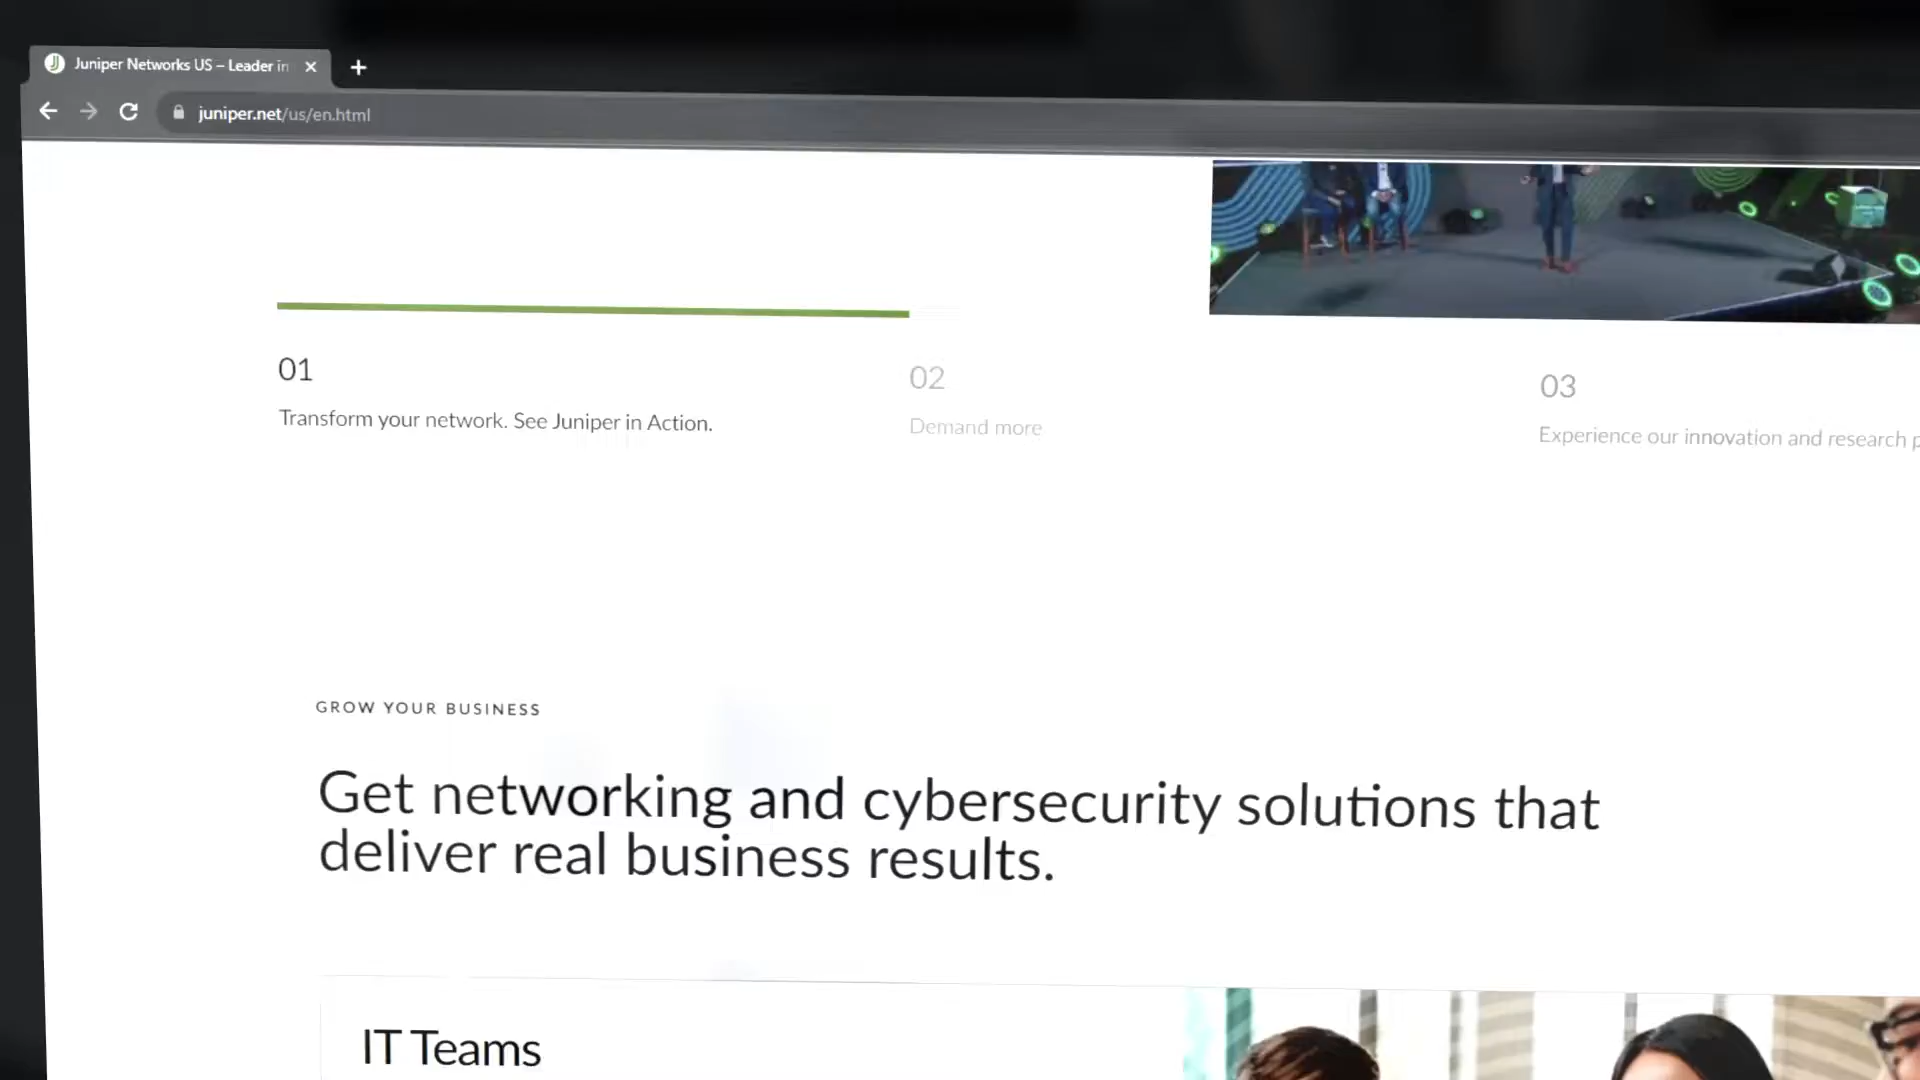 Juniper Networks US – Leader in
juniper.net/us/en.html
01
Transform your network. See Juniper in Action.
02
Demand more
03
Experience our innovation and research
GROW YOUR BUSINESS
Get networking and cybersecurity solutions that
deliver real business results.
IT Teams